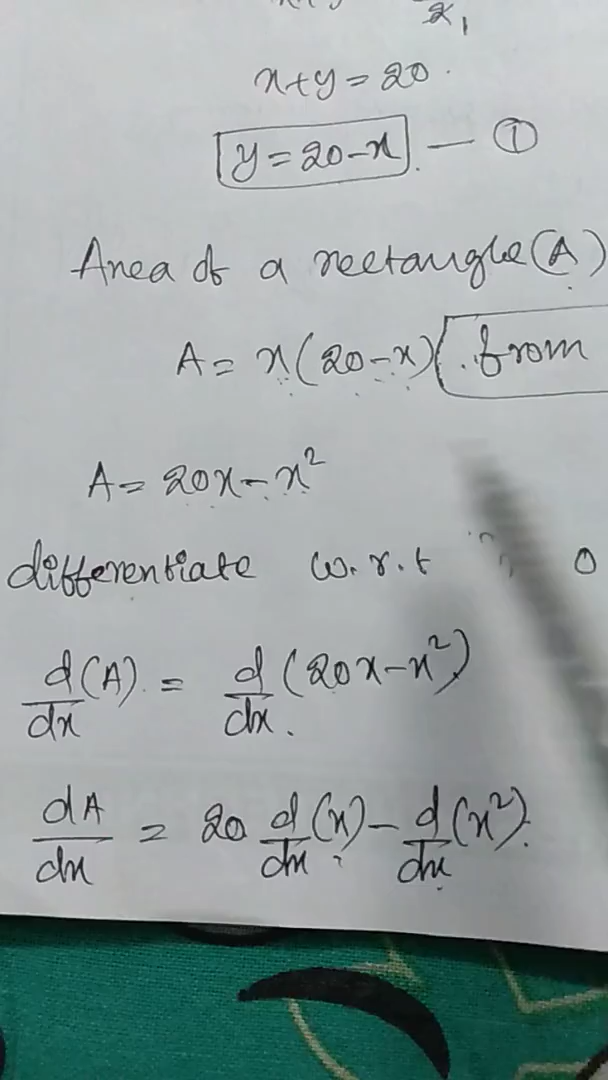 x+y = 20.
y = 20-x — ①
Area of a rectangle (A)
A = x(20-x) (. from
A = 20x-x²
differentiate w.r.t
d/dx (A) = d/dx (20x-x²)
dA/dx = 20 d/dx (x) - d/dx (x²)